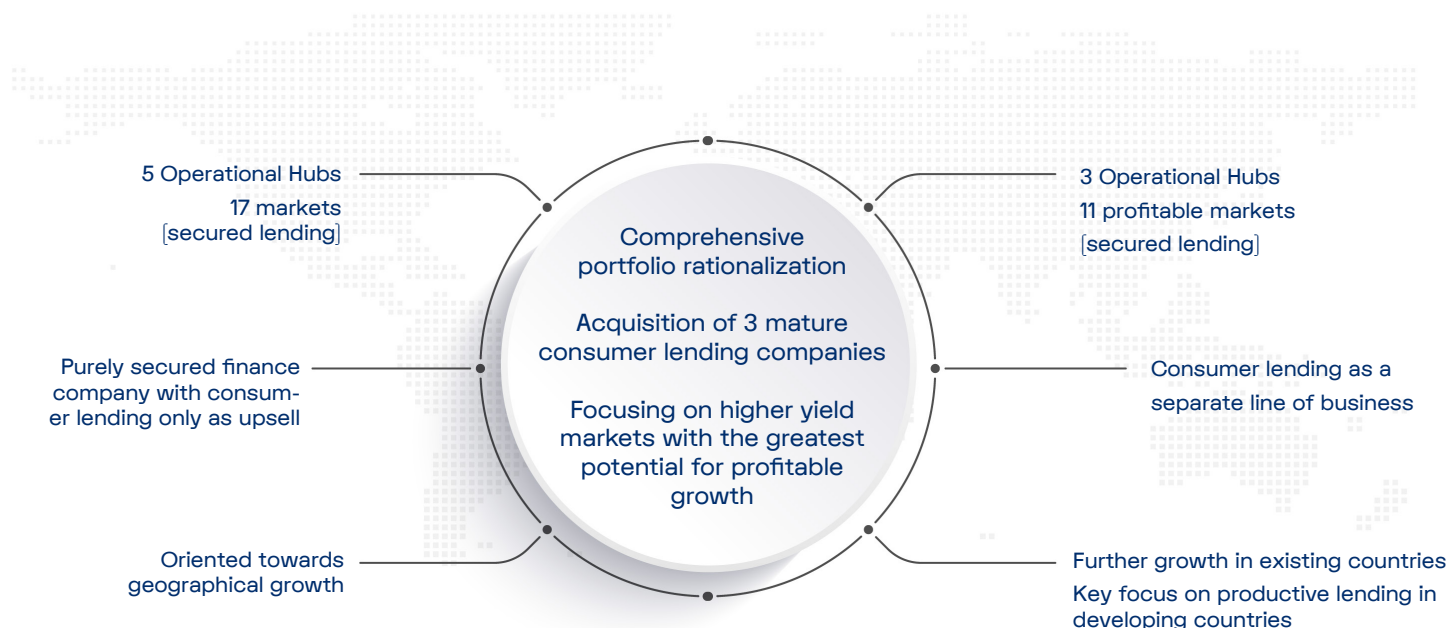 5 Operational Hubs
17 markets
[secured lending]
Purely secured finance
company with consum-
er lending only as upsell
Oriented towards
geographical growth
Comprehensive
portfolio rationalization
Acquisition of 3 mature
consumer lending companies
Focusing on higher yield
markets with the greatest
potential for profitable
growth
3 Operational Hubs
11 profitable markets
[secured lending]
Consumer lending as a
separate line of business
Further growth in existing countries
Key focus on productive lending in
developing countries